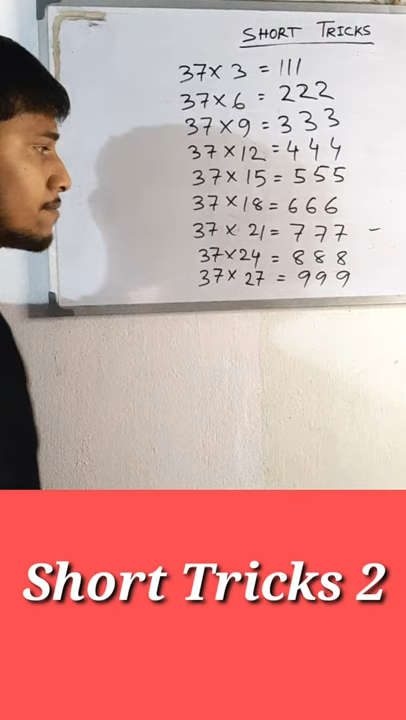 SHORT TRICKS
37 × 3 = 111
37 × 6 = 222
37 × 9 = 333
37 × 12 = 444
37 × 15 = 555
37 × 18 = 666
37 × 21 = 777 -
37 × 24 = 888
37 × 27 = 999
Short Tricks 2